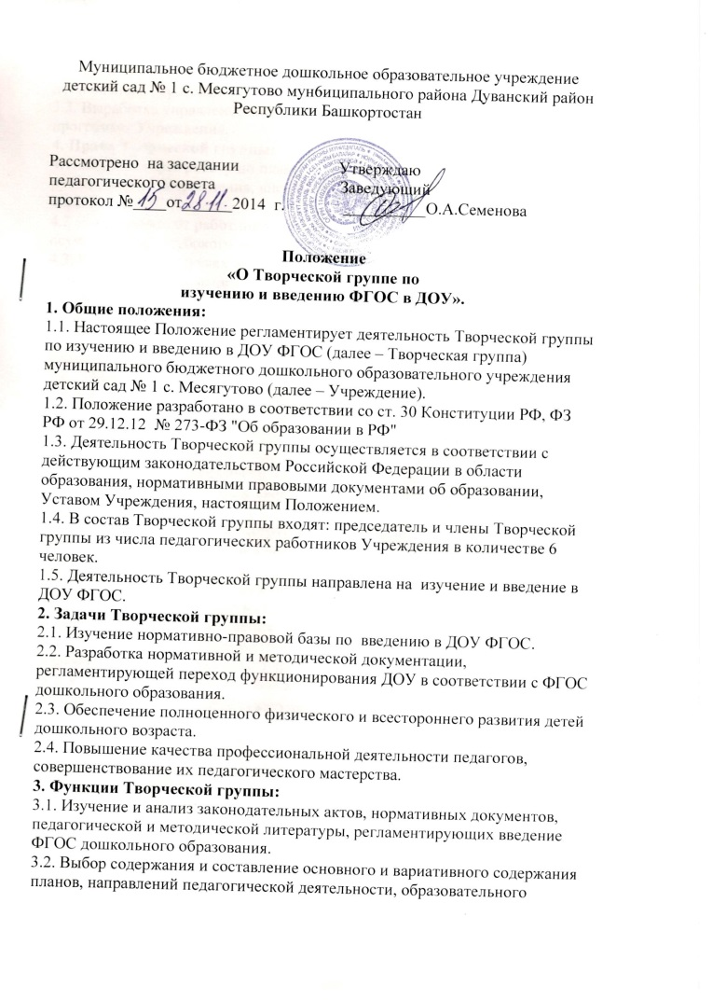 Муниципальное бюджетное дошкольное образовательное учреждение
детский сад № 1 с. Месягутово мун6иципального района Дуванский район
Республики Башкортостан
Рассмотрено на заседании
педагогического совета
протокол № 15 от 28.11. 2014 г.
Утверждаю
Заведующий
О.А.Семенова
Положение
«О Творческой группе по
изучению и введению ФГОС в ДОУ».
1. Общие положения:
1.1. Настоящее Положение регламентирует деятельность Творческой группы
по изучению и введению в ДОУ ФГОС (далее – Творческая группа)
муниципального бюджетного дошкольного образовательного учреждения
детский сад № 1 с. Месягутово (далее – Учреждение).
1.2. Положение разработано в соответствии со ст. 30 Конституции РФ, ФЗ
РФ от 29.12.12 № 273-ФЗ "Об образовании в РФ"
1.3. Деятельность Творческой группы осуществляется в соответствии с
действующим законодательством Российской Федерации в области
образования, нормативными правовыми документами об образовании,
Уставом Учреждения, настоящим Положением.
1.4. В состав Творческой группы входят: председатель и члены Творческой
группы из числа педагогических работников Учреждения в количестве 6
человек.
1.5. Деятельность Творческой группы направлена на изучение и введение в
ДОУ ФГОС.
2. Задачи Творческой группы:
2.1. Изучение нормативно-правовой базы по введению в ДОУ ФГОС.
2.2. Разработка нормативной и методической документации,
регламентирующей переход функционирования ДОУ в соответствии с ФГОС
дошкольного образования.
2.3. Обеспечение полноценного физического и всестороннего развития детей
дошкольного возраста.
2.4. Повышение качества профессиональной деятельности педагогов,
совершенствование их педагогического мастерства.
3. Функции Творческой группы:
3.1. Изучение и анализ законодательных актов, нормативных документов,
педагогической и методической литературы, регламентирующих введение
ФГОС дошкольного образования.
3.2. Выбор содержания и составление основного и вариативного содержания
планов, направлений педагогической деятельности, образовательного